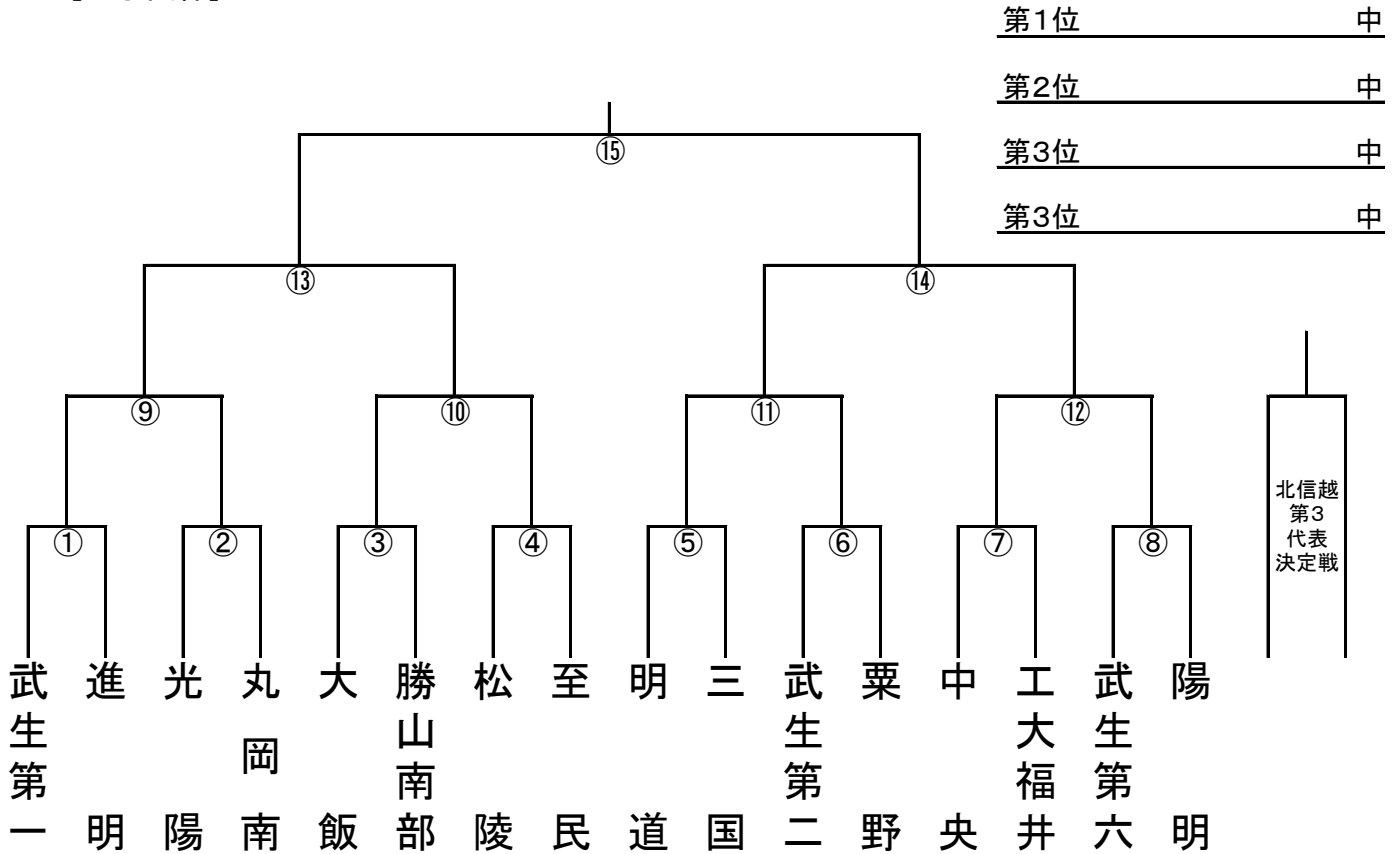 第1位 中
第2位 中
第3位 中
第3位 中
⑮
⑬
⑭
⑨
⑩
⑪
⑫
①
②
③
④
⑤
⑥
⑦
⑧
北信越
第3
代表
決定戦
武生第一
進明
光陽
丸岡南
大飯
勝山南部
松陵
至民
明道
三国
武生第二
粟野
中央
工大福井
武生第六
陽明